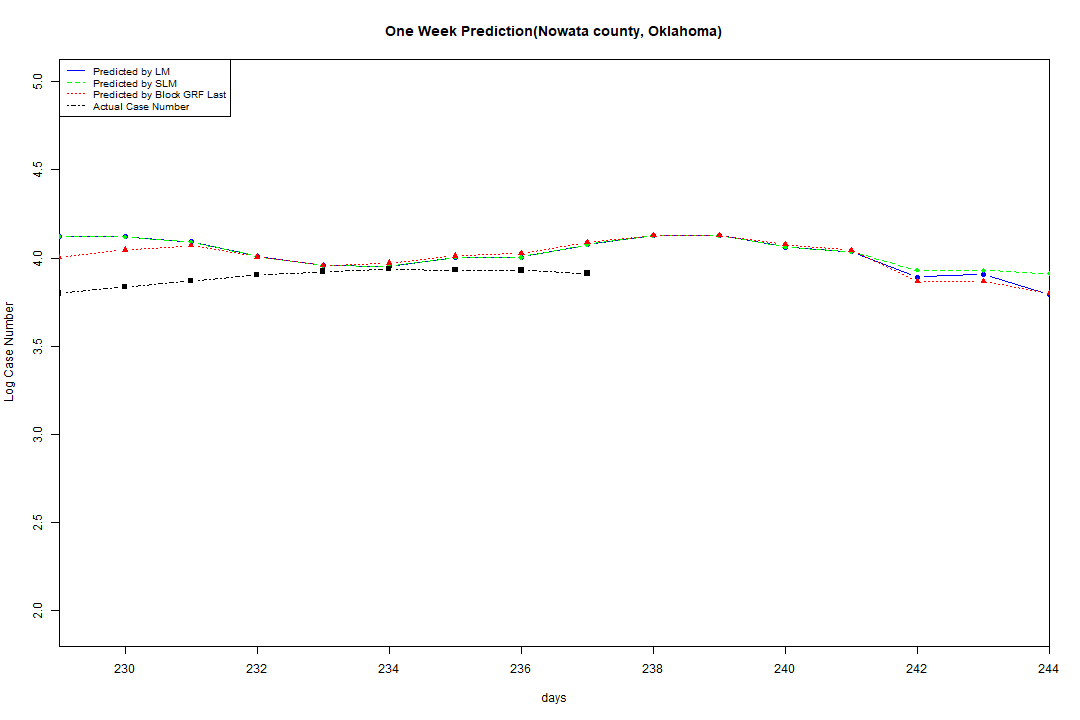 One Week Prediction(Nowata county, Oklahoma)
Predicted by LM
Predicted by SLM
Predicted by Block GRF Last
Actual Case Number
5.0
4.5
4.0
3.5
3.0
2.5
2.0
Log Case Number
230 232 234 236 238 240 242 244
days